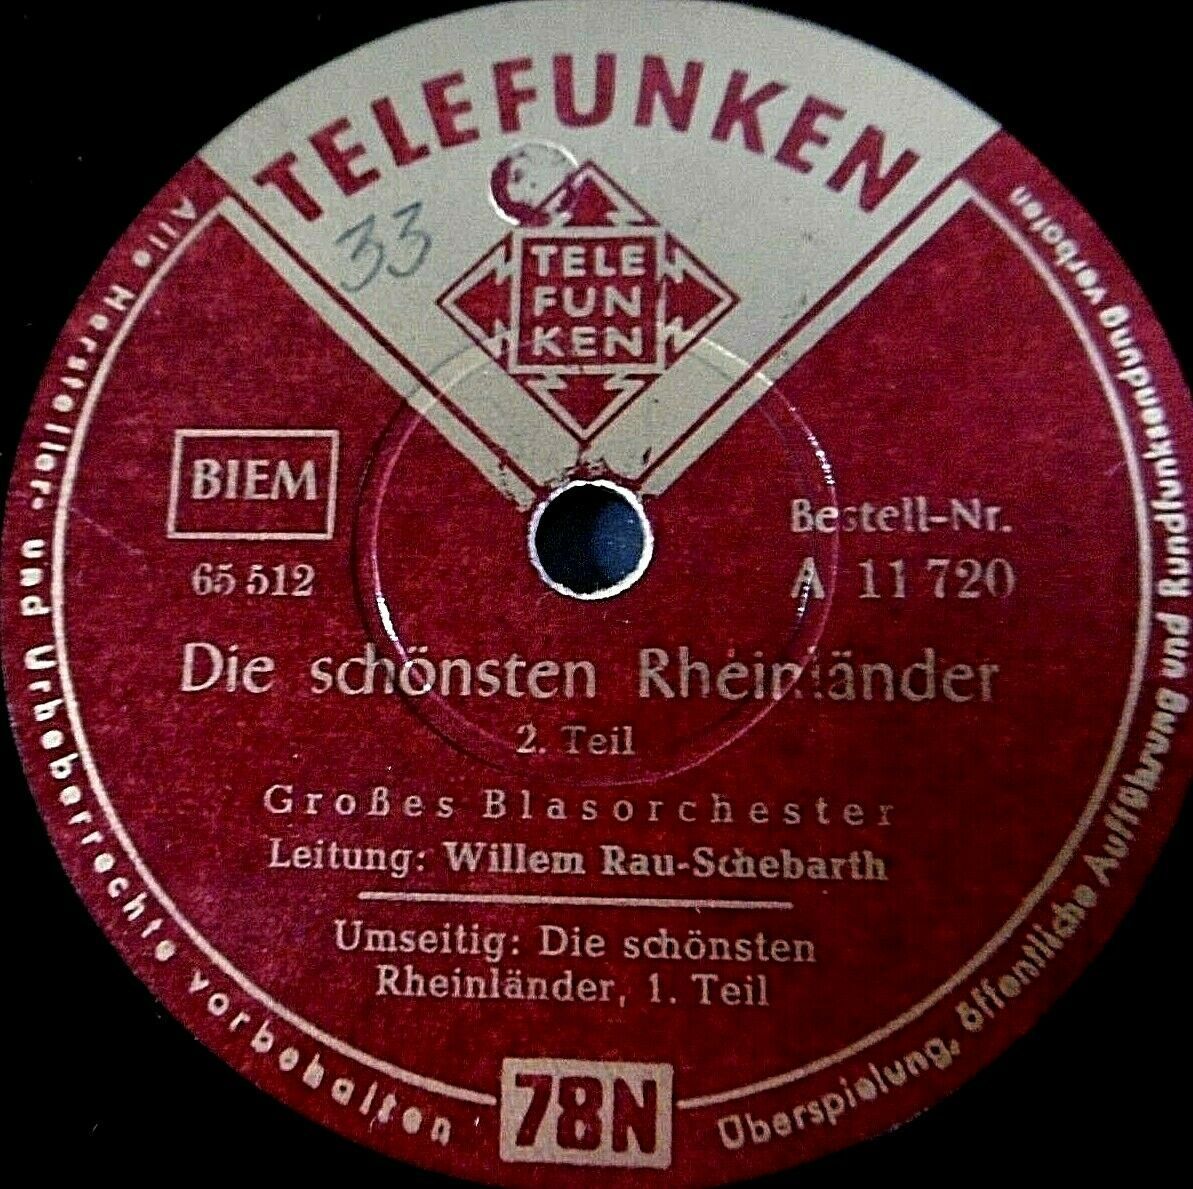 TELEFUNKEN
33
TELE
FUN
KEN
BIEM
65 512
Bestell-Nr.
A 11 720
Die schönsten Rheinländer
2. Teil
Großes Blasorchester
Leitung: Willem Rau-Schebarth
Umseitig: Die schönsten
Rheinländer, 1. Teil
78N
Alle Hersteller- und Urheberrechte vorbehalten
Überspielung, öffentliche Aufführung und Rundfunksendung verboten